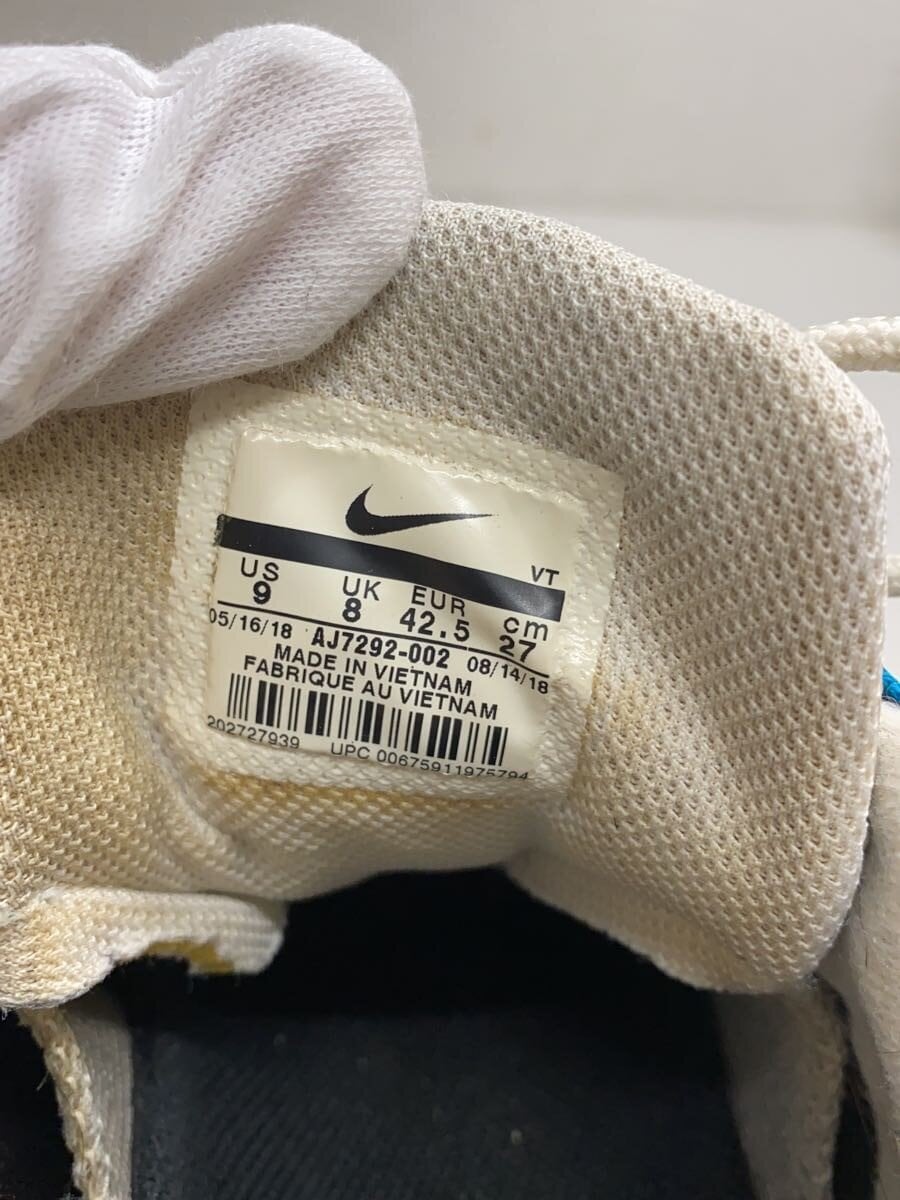 VT
US UK EUR cm
9 8 42.5 27
05/16/18 AJ7292-002 08/14/18
MADE IN VIETNAM
FABRIQUE AU VIETNAM
202727939 UPC 00675911975794